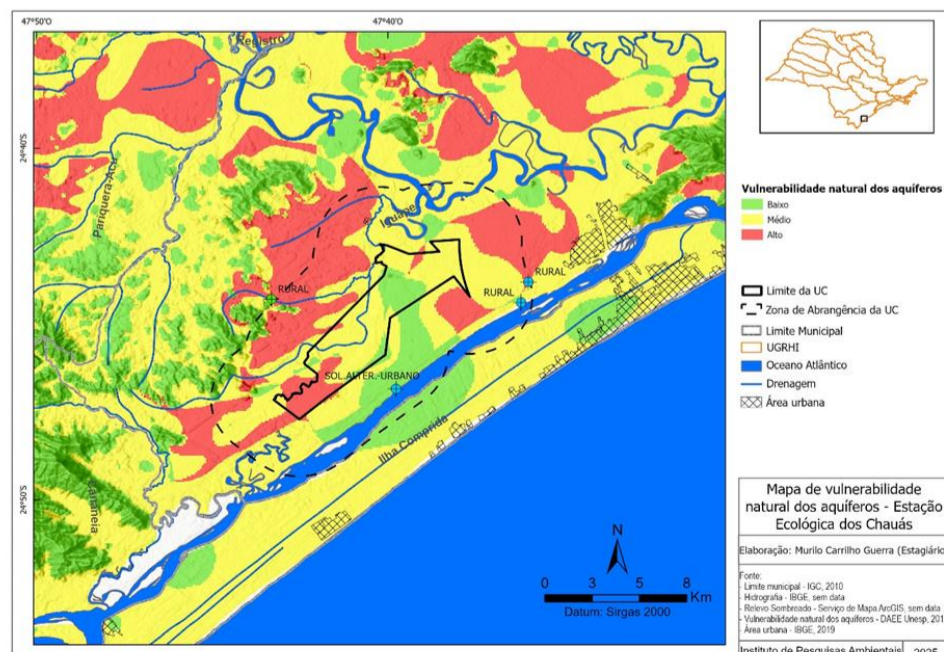 47°50'O
47°40'O
24°40'S
24°50'S
Registro
Pariquera-Açu
Iguape
RURAL
RURAL
RURAL
SOL.ALTER.-URBANO
Ilha Comprida
Cananeia
N
0 3 5 8
Km
Datum: Sirgas 2000
Vulnerabilidade natural dos aquíferos
Baixo
Médio
Alto
Limite da UC
Zona de Abrangência da UC
Limite Municipal
UGRHI
Oceano Atlântico
Drenagem
Área urbana
Mapa de vulnerabilidade
natural dos aquíferos - Estação
Ecológica dos Chauás
Elaboração: Murilo Carrilho Guerra (Estagiário
Fonte:
- Limite municipal - IGC, 2010
- Hidrografia - IBGE, sem data
- Relevo Sombreado - Serviço de Mapa ArcGIS, sem data
- Vulnerabilidade natural dos aquíferos - DAEE Unesp, 201
- Área urbana - IBGE, 2019
Instituto de Pesquisas Ambientais 2025